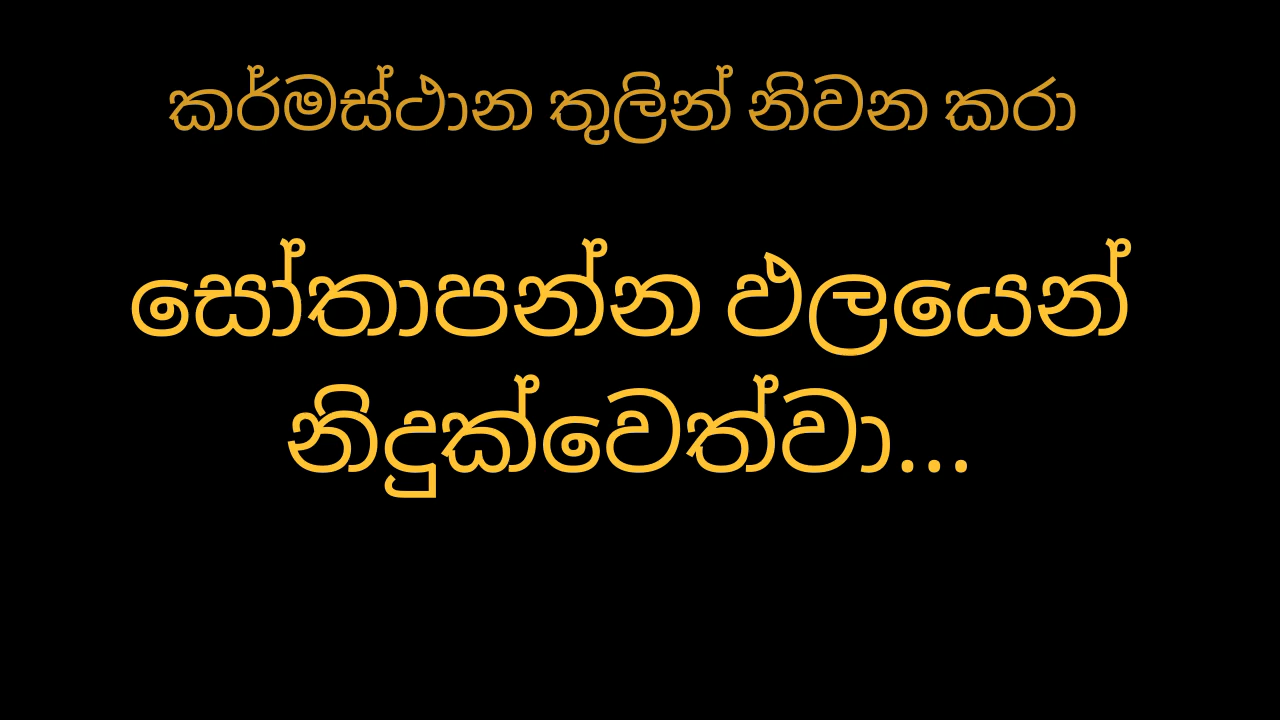 කර්මස්ථාන තුලින් නිවන කරා
සෝතාපන්න ඵලයෙන්
නිදුක්වෙත්වා...